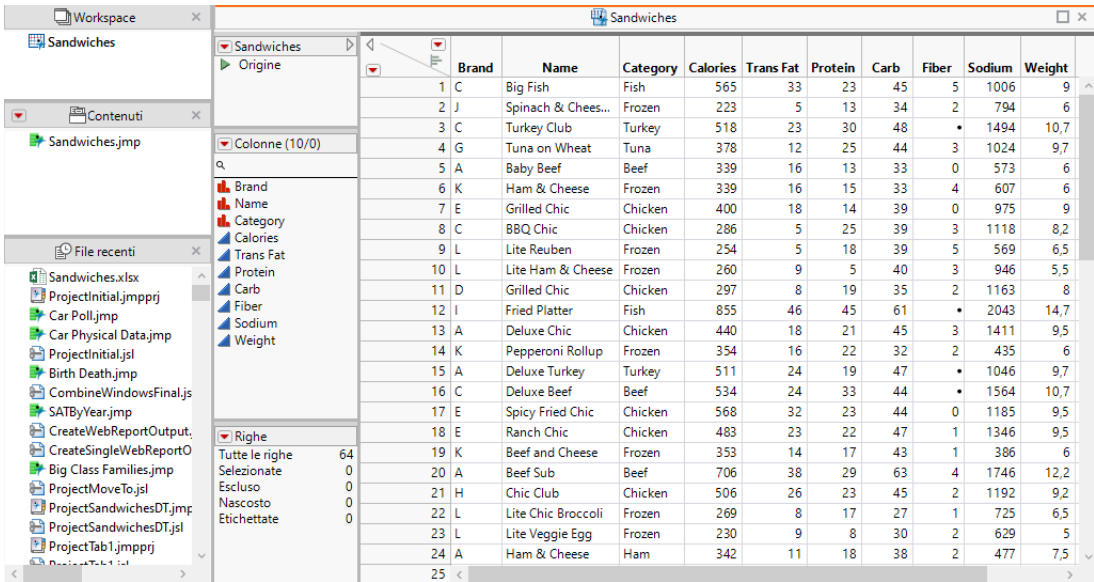 Workspace
Sandwiches
Contenuti
Sandwiches.jmp
File recenti
Sandwiches.xlsx
ProjectInitial.jmpprj
Car Poll.jmp
Car Physical Data.jmp
ProjectInitial.jsl
Birth Death.jmp
CombineWindowsFinal.js
SATByYear.jmp
CreateWebReportOutput.
CreateSingleWebReportO
Big Class Families.jmp
ProjectMoveTo.jsl
ProjectSandwichesDT.jmp
ProjectSandwichesDT.jsl
ProjectTab1.jmpprj
ProjectTab1.jsl
Sandwiches
Sandwiches
Origine
Colonne (10/0)
Brand
Name
Category
Calories
Trans Fat
Protein
Carb
Fiber
Sodium
Weight
Righe
Tutte le righe 64
Selezionate 0
Escluso 0
Nascosto 0
Etichettate 0
Brand Name Category Calories Trans Fat Protein Carb Fiber Sodium Weight
1 C Big Fish Fish 565 33 23 45 5 1006 9
2 J Spinach & Chees... Frozen 223 5 13 34 2 794 6
3 C Turkey Club Turkey 518 23 30 48 • 1494 10,7
4 G Tuna on Wheat Tuna 378 12 25 44 3 1024 9,7
5 A Baby Beef Beef 339 16 13 33 0 573 6
6 K Ham & Cheese Frozen 339 16 15 33 4 607 6
7 E Grilled Chic Chicken 400 18 14 39 0 975 9
8 C BBQ Chic Chicken 286 5 25 39 3 1118 8,2
9 L Lite Reuben Frozen 254 5 18 39 5 569 6,5
10 L Lite Ham & Cheese Frozen 260 9 5 40 3 946 5,5
11 D Grilled Chic Chicken 297 8 19 35 2 1163 8
12 I Fried Platter Fish 855 46 45 61 • 2043 14,7
13 A Deluxe Chic Chicken 440 18 21 45 3 1411 9,5
14 K Pepperoni Rollup Frozen 354 16 22 32 2 435 6
15 A Deluxe Turkey Turkey 511 24 19 47 • 1046 9,7
16 C Deluxe Beef Beef 534 24 33 44 • 1564 10,7
17 E Spicy Fried Chic Chicken 568 32 23 44 0 1185 9,5
18 E Ranch Chic Chicken 483 23 22 47 1 1346 9,5
19 K Beef and Cheese Frozen 353 14 17 43 1 386 6
20 A Beef Sub Beef 706 38 29 63 4 1746 12,2
21 H Chic Club Chicken 506 26 23 45 2 1192 9,2
22 L Lite Chic Broccoli Frozen 269 8 17 27 1 725 6,5
23 L Lite Veggie Egg Frozen 230 9 8 30 2 629 5
24 A Ham & Cheese Ham 342 11 18 38 2 477 7,5
25